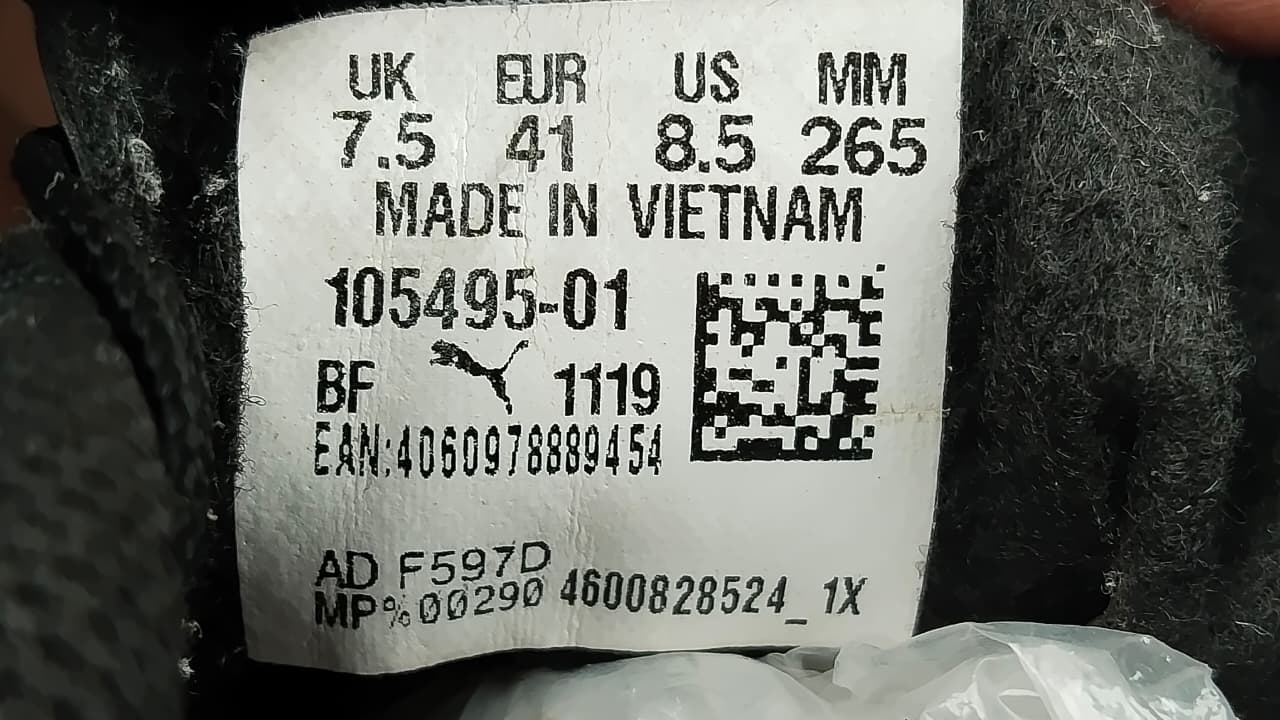 UK EUR US MM
7.5 41 8.5 265
MADE IN VIETNAM
105495-01
BF 1119
EAN:4060978889454
AD F597D
MP%00290 4600828524_1X